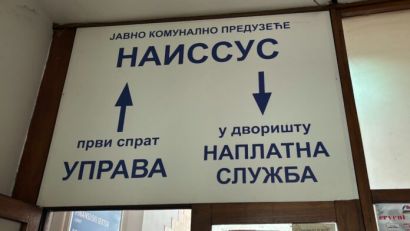 ЈАВНО КОМУНАЛНО ПРЕДУЗЕЋЕ
НАИССУС
први спрат
УПРАВА
у дворишту
НАПЛАТНА
СЛУЖБА